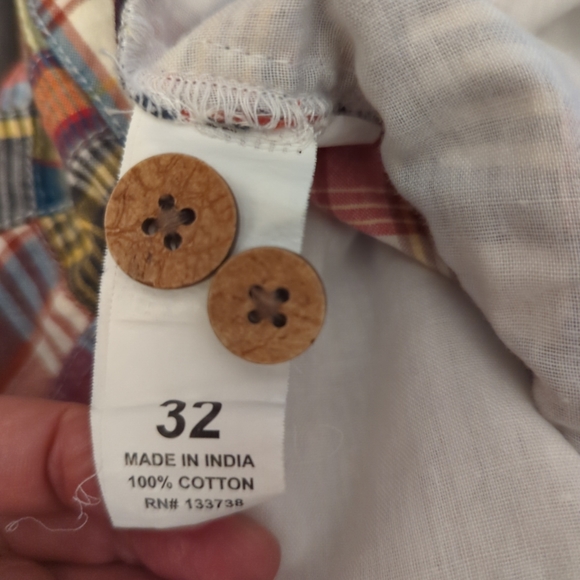 32
MADE IN INDIA
100% COTTON
RN# 133738